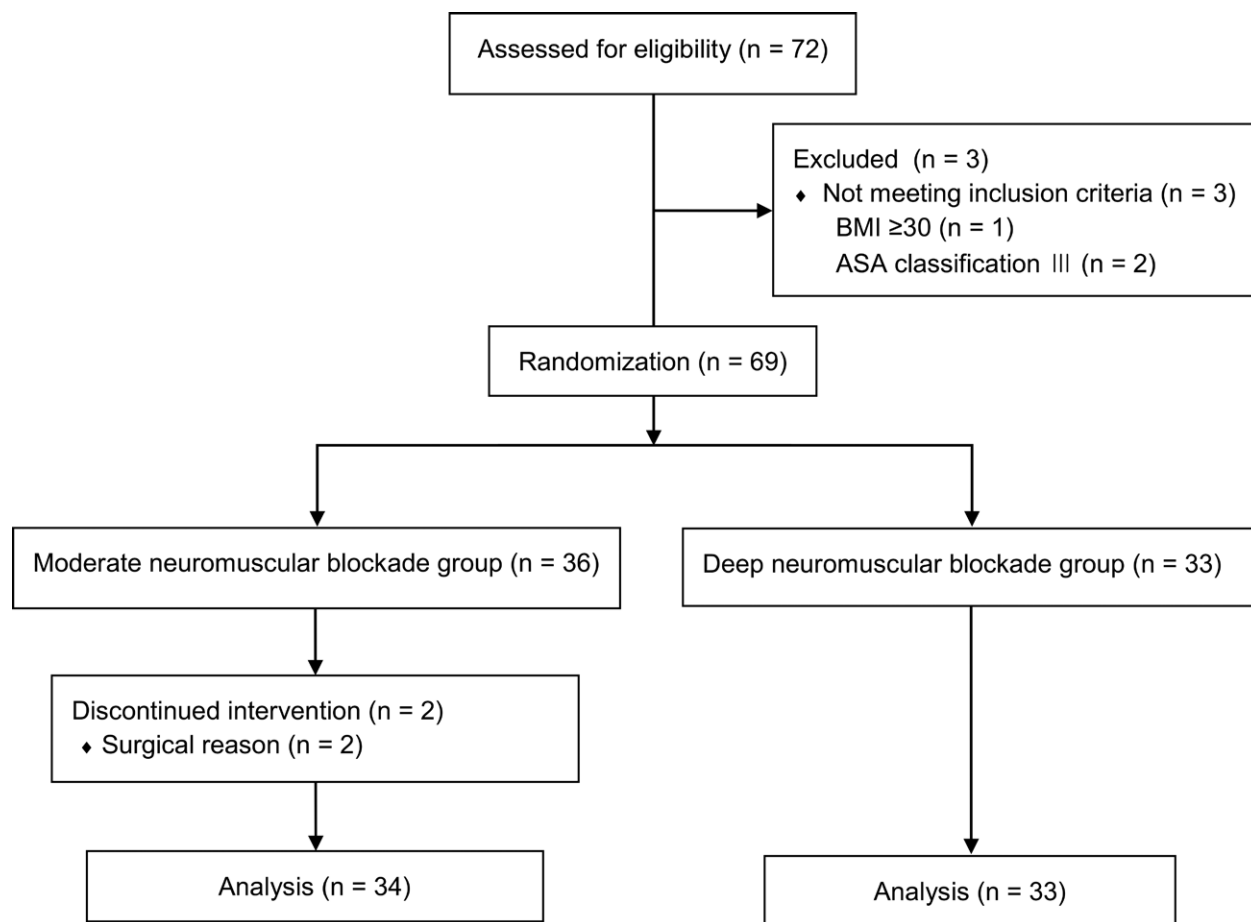 Assessed for eligibility (n = 72)
Excluded (n = 3)
♦ Not meeting inclusion criteria (n = 3)
BMI ≥30 (n = 1)
ASA classification Ⅲ (n = 2)
Randomization (n = 69)
Moderate neuromuscular blockade group (n = 36)
Deep neuromuscular blockade group (n = 33)
Discontinued intervention (n = 2)
♦ Surgical reason (n = 2)
Analysis (n = 34)
Analysis (n = 33)